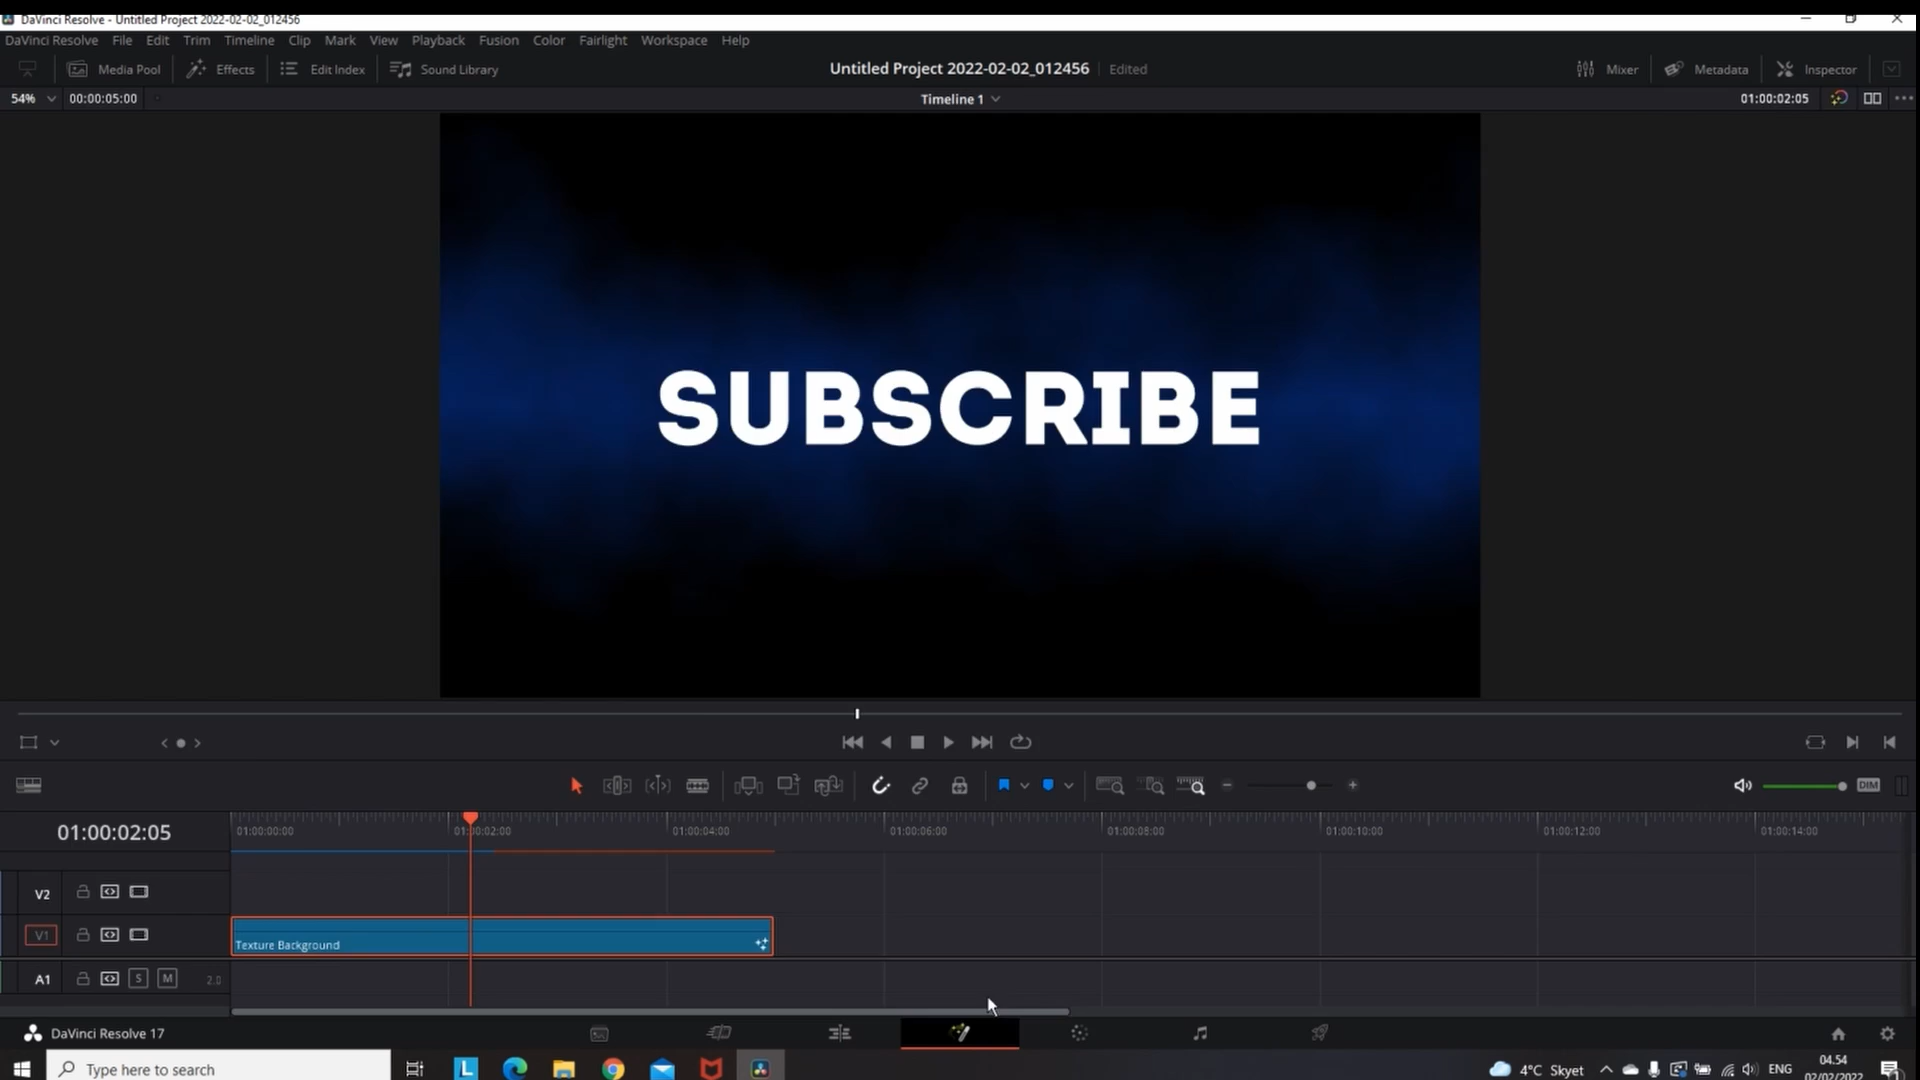 DaVinci Resolve - Untitled Project 2022-02-02_012456
DaVinci Resolve File Edit Trim Timeline Clip Mark View Playback Fusion Color Fairlight Workspace Help
Media Pool Effects Edit Index Sound Library Untitled Project 2022-02-02_012456 Edited Mixer Metadata Inspector
54% 00:00:05:00 Timeline 1 01:00:02:05
SUBSCRIBE
DIM
01:00:02:05 01:00:00:00 01:00:02:00 01:00:04:00 01:00:06:00 01:00:08:00 01:00:10:00 01:00:12:00 01:00:14:00
V2
V1 Texture Background
A1 S M 2.0
DaVinci Resolve 17
Type here to search L 4°C Skyet ENG 04.54
02/02/2022 1